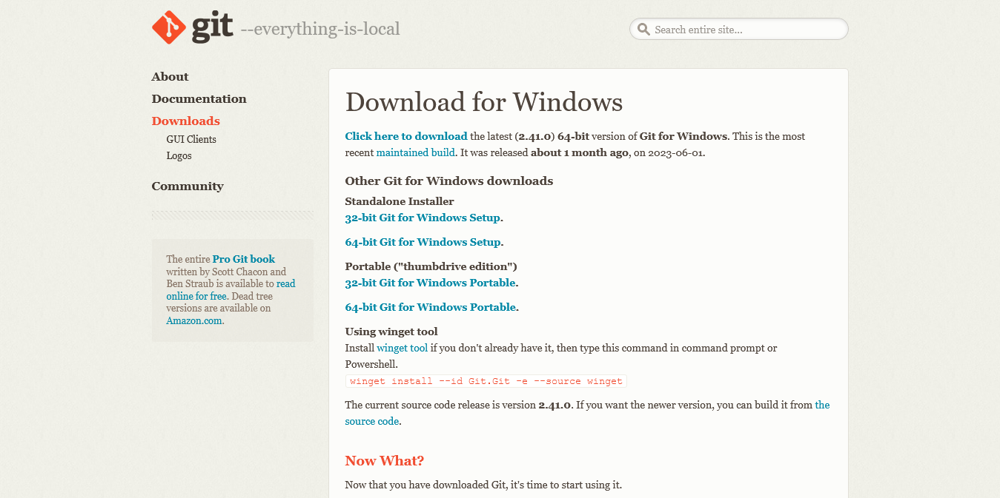 git --everything-is-local
Search entire site...
About
Documentation
Downloads
GUI Clients
Logos
Community
The entire Pro Git book
written by Scott Chacon and
Ben Straub is available to read
online for free. Dead tree
versions are available on
Amazon.com.
Download for Windows
Click here to download the latest (2.41.0) 64-bit version of Git for Windows. This is the most
recent maintained build. It was released about 1 month ago, on 2023-06-01.
Other Git for Windows downloads
Standalone Installer
32-bit Git for Windows Setup.
64-bit Git for Windows Setup.
Portable ("thumbdrive edition")
32-bit Git for Windows Portable.
64-bit Git for Windows Portable.
Using winget tool
Install winget tool if you don't already have it, then type this command in command prompt or
Powershell.
winget install --id Git.Git -e --source winget
The current source code release is version 2.41.0. If you want the newer version, you can build it from the
source code.
Now What?
Now that you have downloaded Git, it's time to start using it.